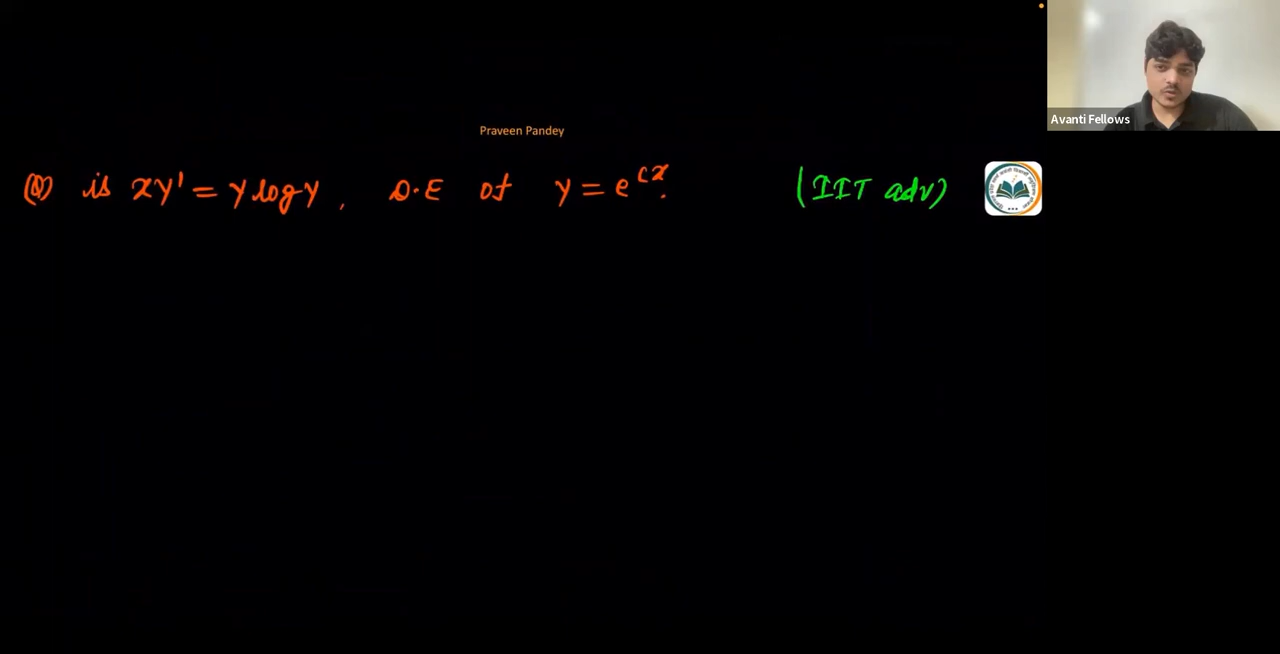 Avanti Fellows
Praveen Pandey
(Q) is xy' = y log y, D.E of y = e^{cx}. (IIT adv)